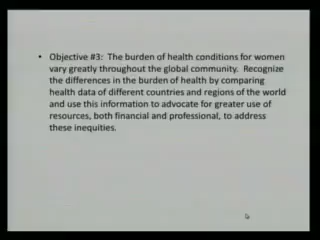 • Objective #3: The burden of health conditions for women
vary greatly throughout the global community. Recognize
the differences in the burden of health by comparing
health data of different countries and regions of the world
and use this information to advocate for greater use of
resources, both financial and professional, to address
these inequities.